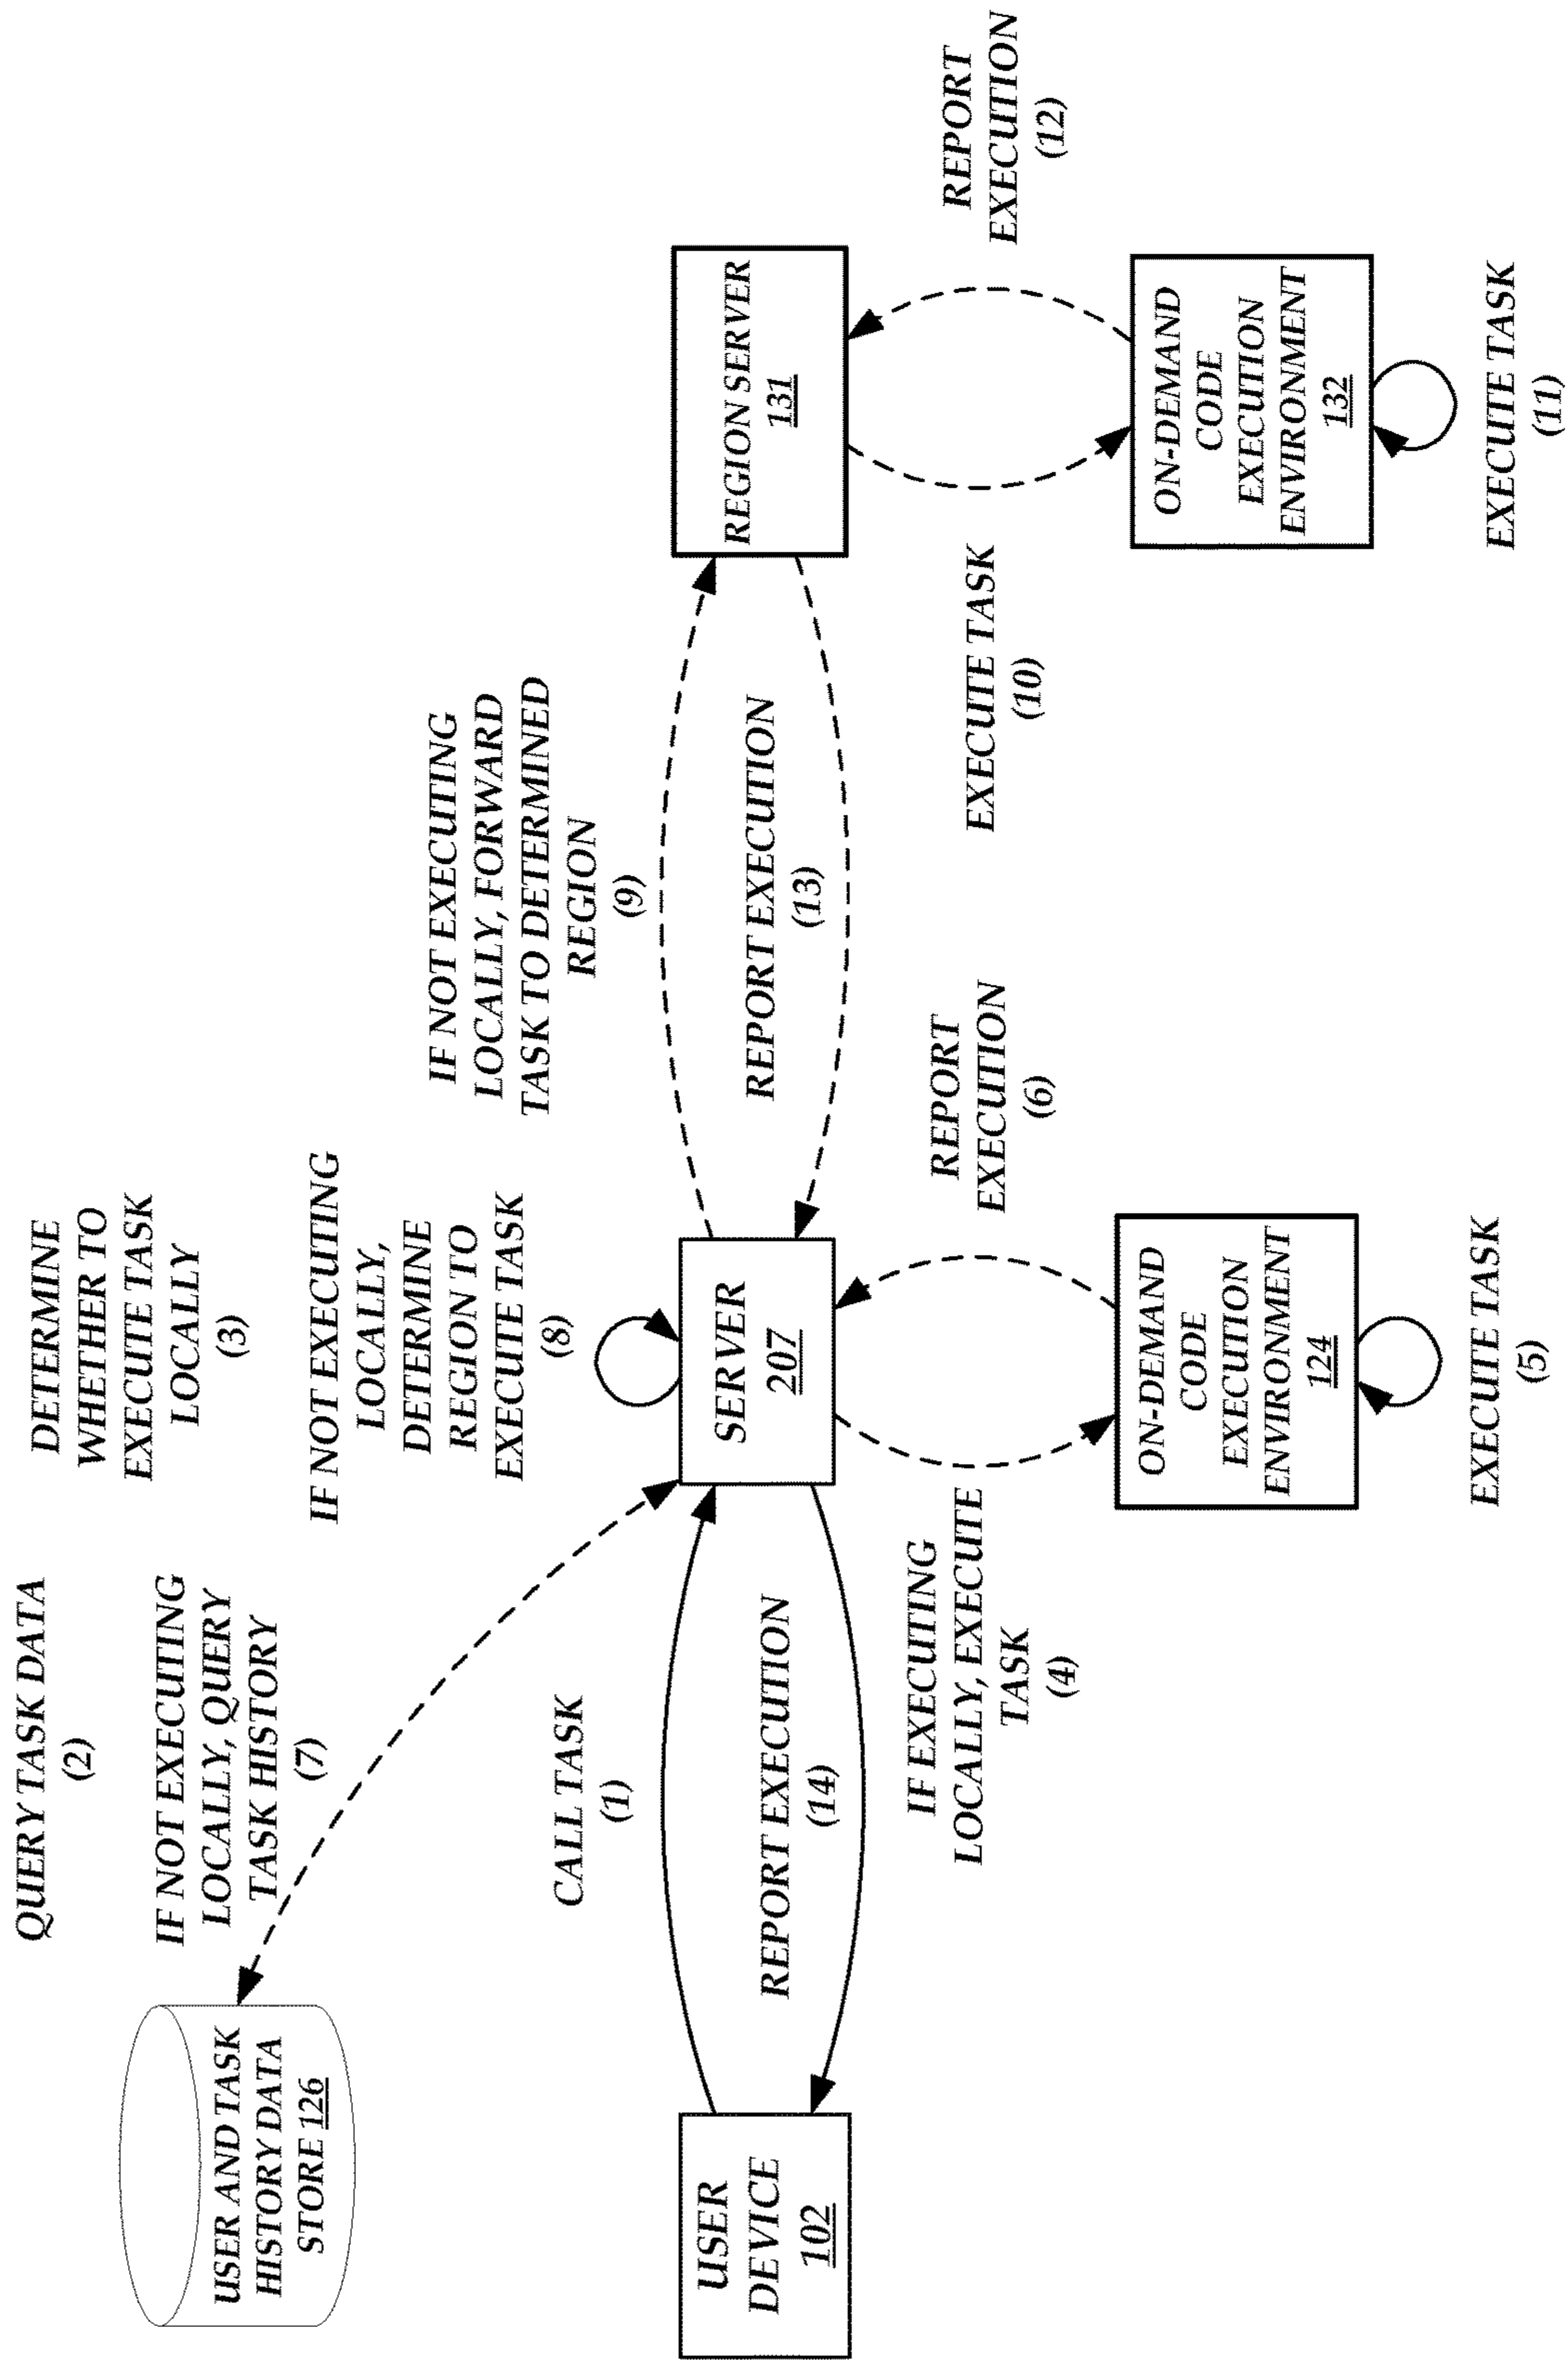 QUERY TASK DATA
(2)
IF NOT EXECUTING
LOCALLY, QUERY
TASK HISTORY
(7)
DETERMINE
WHETHER TO
EXECUTE TASK
LOCALLY
(3)
IF NOT EXECUTING
LOCALLY,
DETERMINE
REGION TO
EXECUTE TASK
(8)
USER AND TASK
HISTORY DATA
STORE 126
IF NOT EXECUTING
LOCALLY, FORWARD
TASK TO DETERMINED
REGION
(9)
CALL TASK
(1)
USER
DEVICE
102
REPORT EXECUTION
(14)
SERVER
207
REPORT EXECUTION
(13)
REGION SERVER
131
IF EXECUTING
LOCALLY, EXECUTE
TASK
(4)
REPORT
EXECUTION
(6)
EXECUTE TASK
(10)
REPORT
EXECUTION
(12)
ON-DEMAND
CODE
EXECUTION
ENVIRONMENT
124
ON-DEMAND
CODE
EXECUTION
ENVIRONMENT
132
EXECUTE TASK
(5)
EXECUTE TASK
(11)